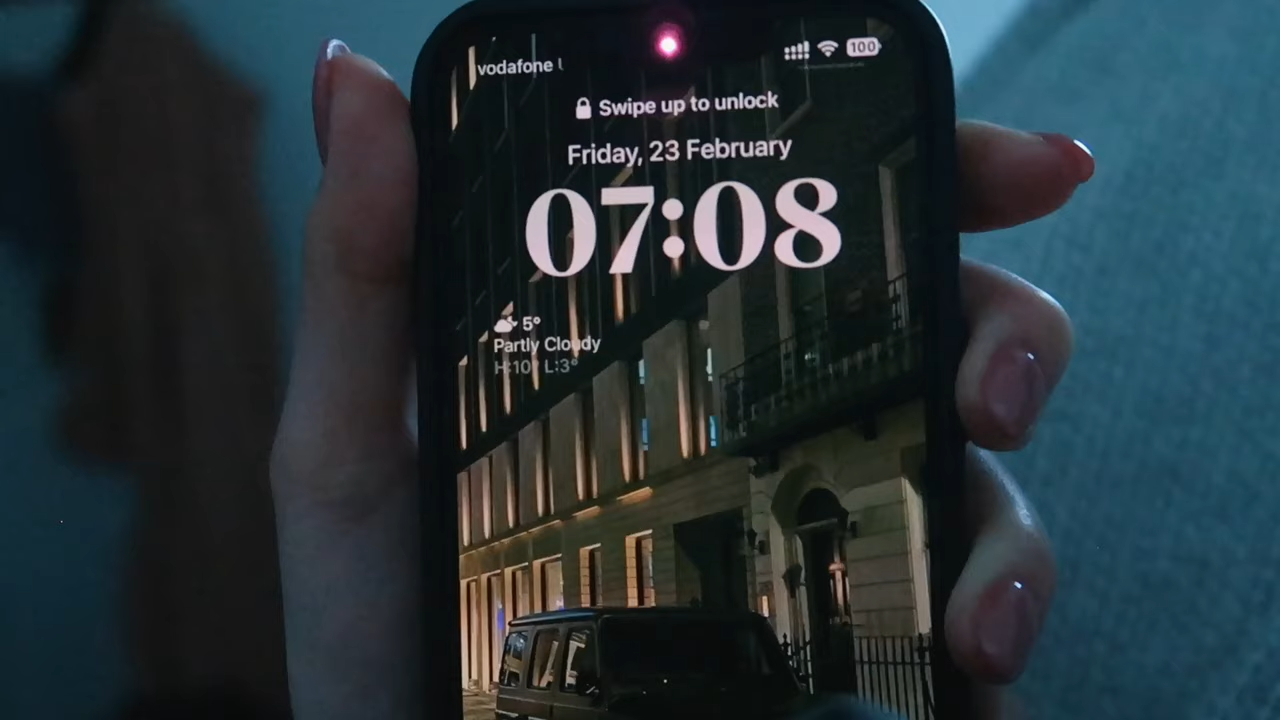 vodafone
100
Swipe up to unlock
Friday, 23 February
07:08
5°
Partly Cloudy
H:10° L:3°